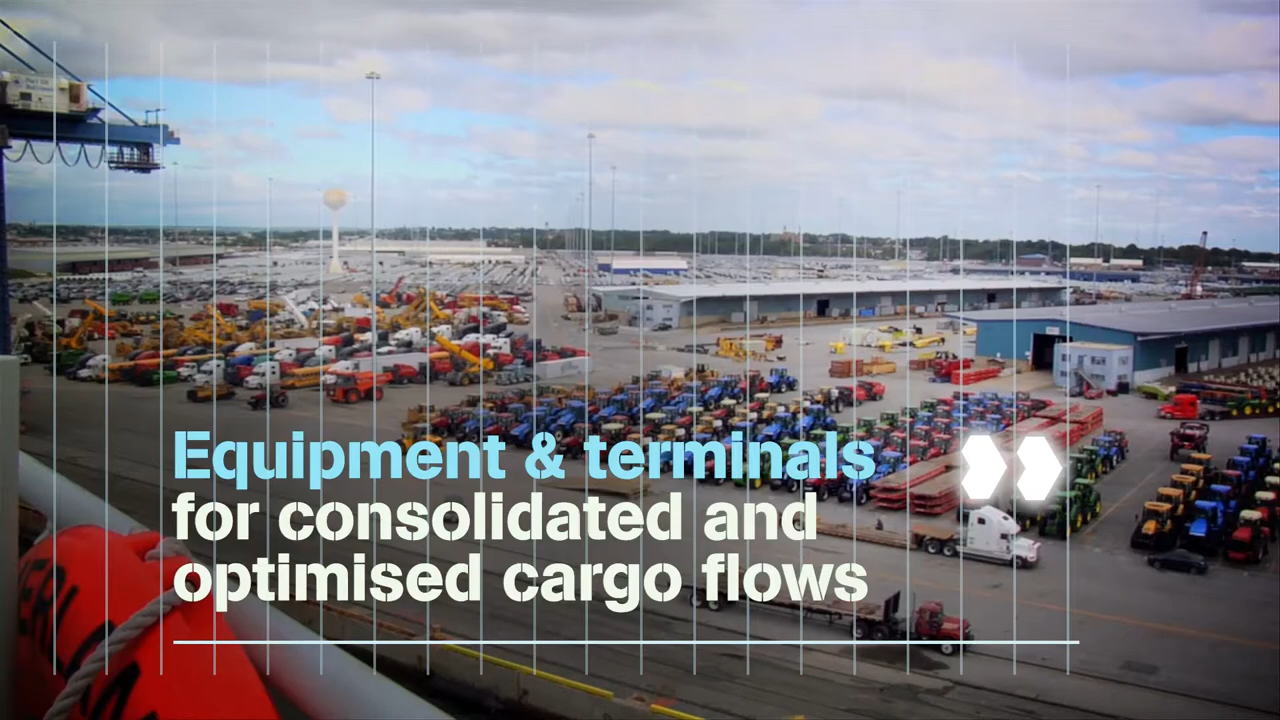 Equipment & terminals
for consolidated and
optimised cargo flows